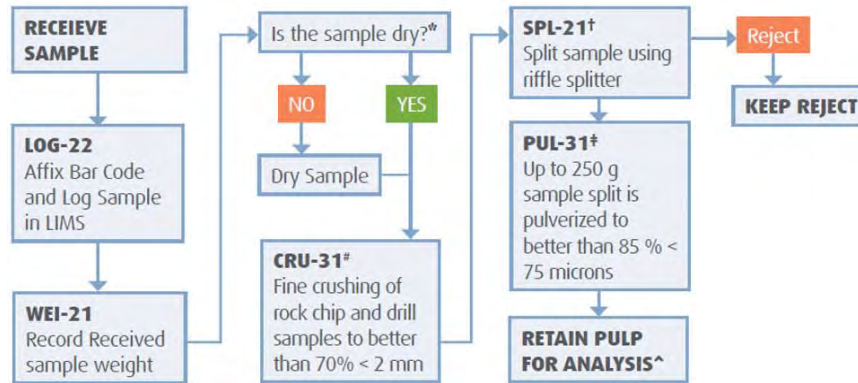 RECEIEVE
SAMPLE
LOG-22
Affix Bar Code
and Log Sample
in LIMS
WEI-21
Record Received
sample weight
Is the sample dry?*
NO
YES
Dry Sample
CRU-31#
Fine crushing of
rock chip and drill
samples to better
than 70% < 2 mm
SPL-21†
Split sample using
riffle splitter
Reject
KEEP REJECT
PUL-31‡
Up to 250 g
sample split is
pulverized to
better than 85 % <
75 microns
RETAIN PULP
FOR ANALYSIS^